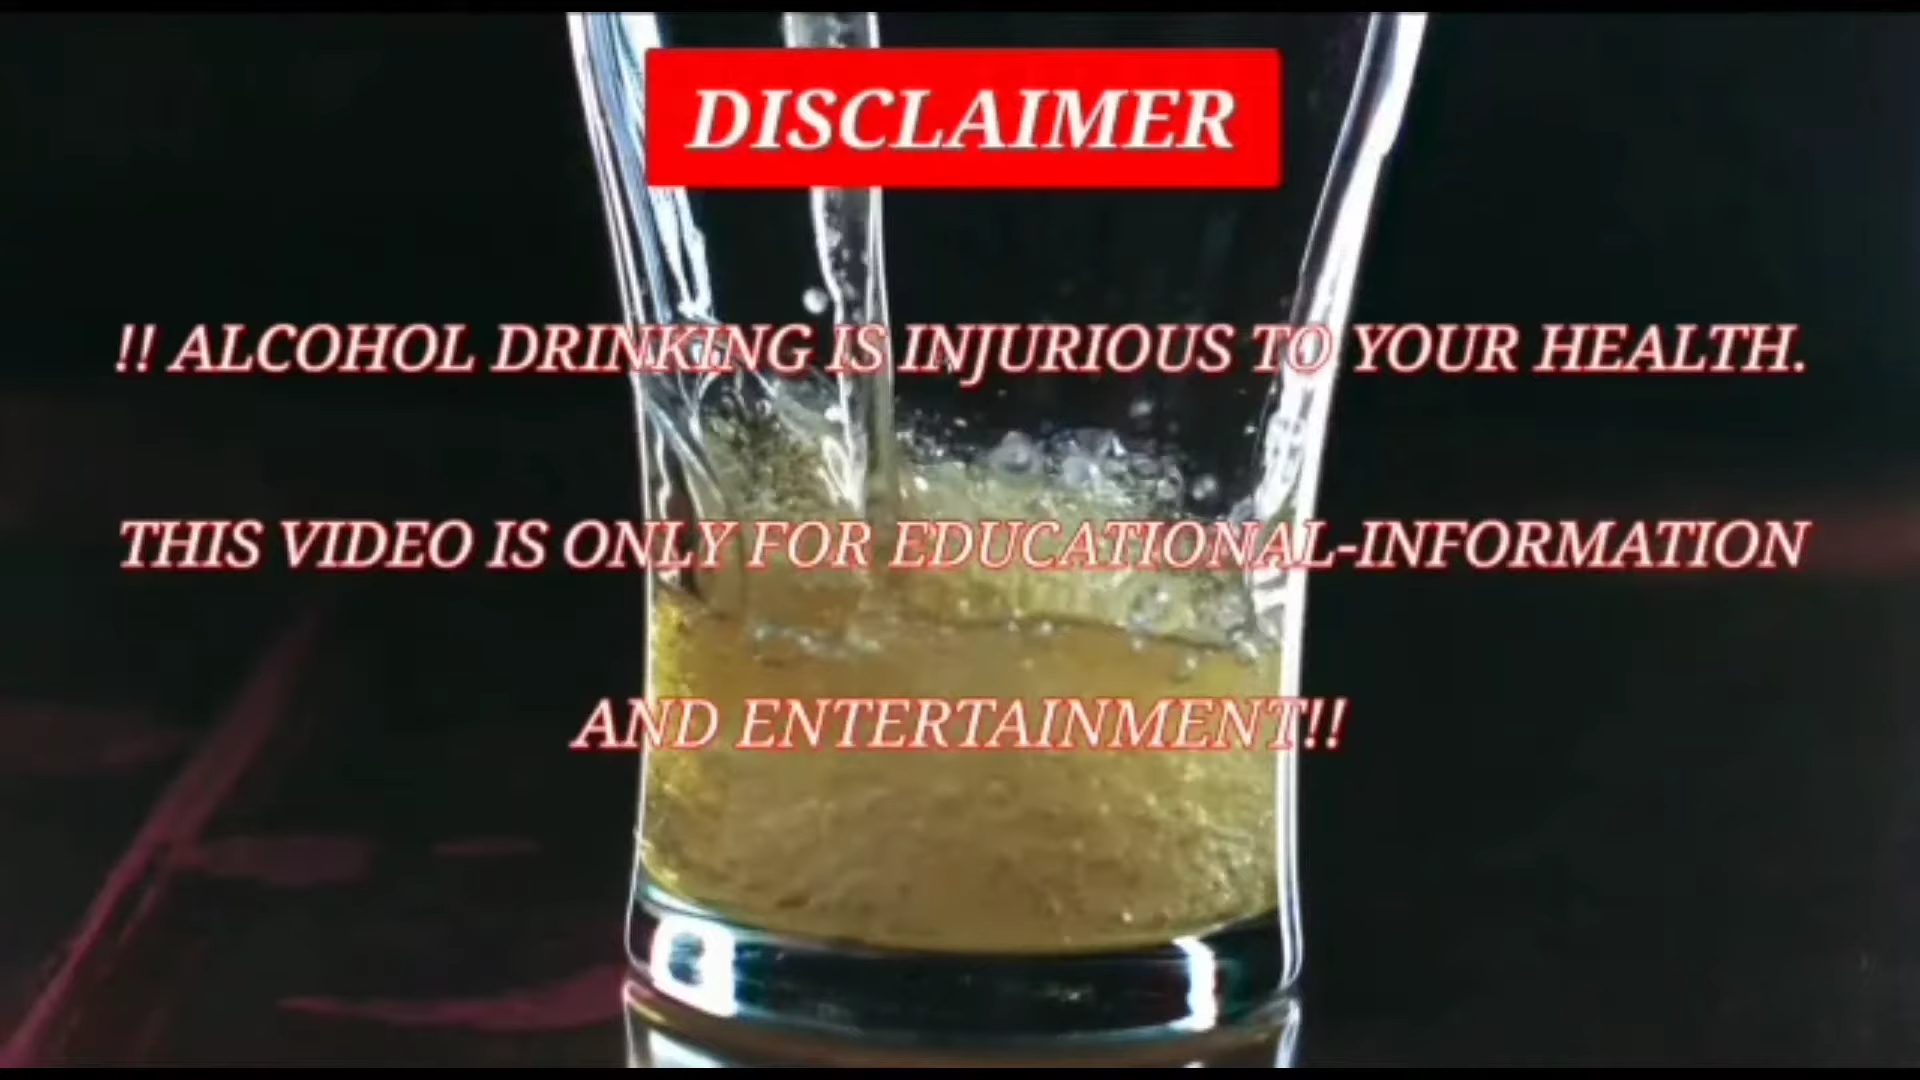 DISCLAIMER
!! ALCOHOL DRINKING IS INJURIOUS TO YOUR HEALTH.
THIS VIDEO IS ONLY FOR EDUCATIONAL-INFORMATION
AND ENTERTAINMENT!!